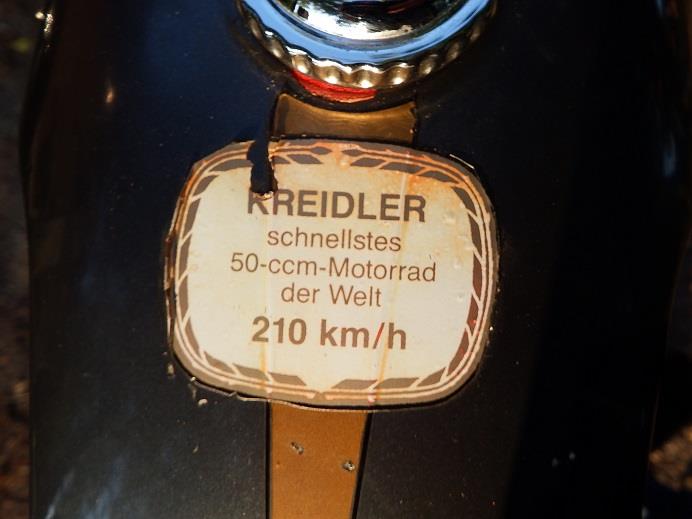 KREIDLER
schnellstes
50-ccm-Motorrad
der Welt
210 km/h